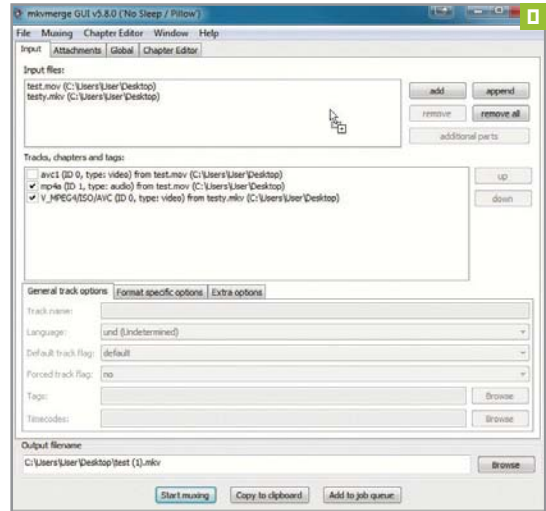 mkvmerge GUI v5.8.0 ('No Sleep / Pillow')
File Muxing Chapter Editor Window Help
Input Attachments Global Chapter Editor
Input files:
test.mov (C:\Users\User\Desktop)
testy.mkv (C:\Users\User\Desktop)
add append
remove remove all
additional parts
Tracks, chapters and tags:
avc1 (ID 0, type: video) from test.mov (C:\Users\User\Desktop)
mp4a (ID 1, type: audio) from test.mov (C:\Users\User\Desktop)
V_MPEG4/ISO/AVC (ID 0, type: video) from testy.mkv (C:\Users\User\Desktop)
up
down
General track options Format specific options Extra options
Track name:
Language: und (Undetermined)
Default track flag: default
Forced track flag: no
Tags: Browse
Timecodes: Browse
Output filename
C:\Users\User\Desktop\test (1).mkv Browse
Start muxing Copy to clipboard Add to job queue